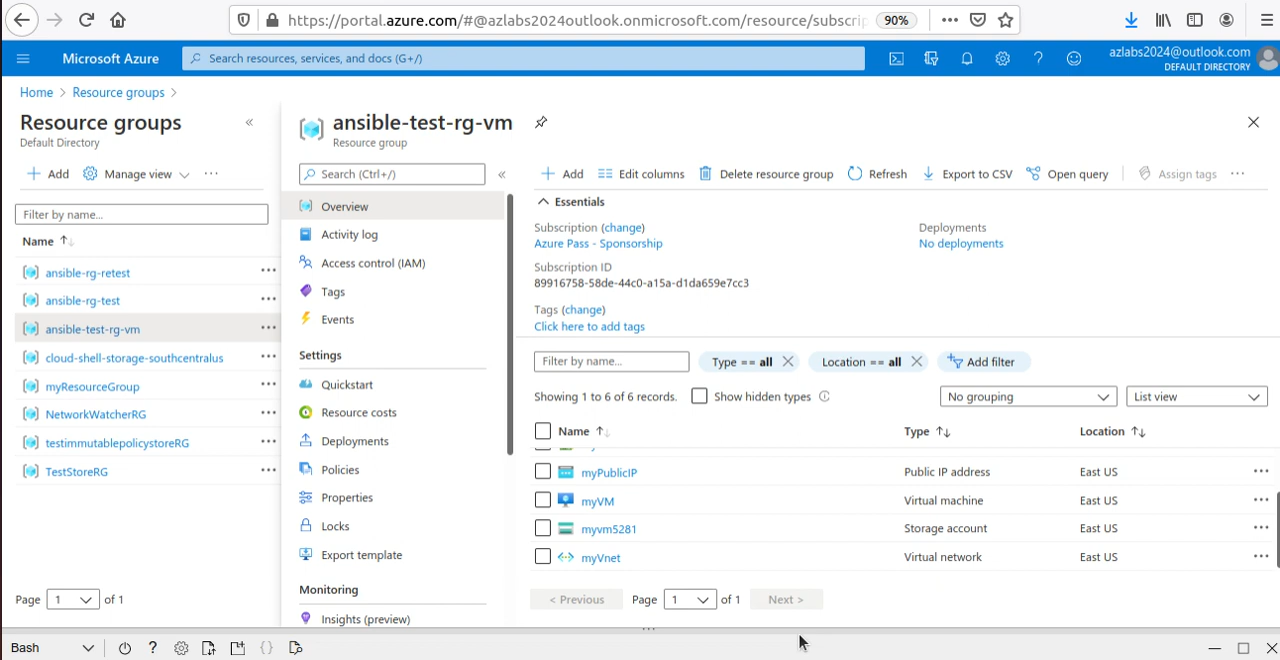 https://portal.azure.com/#@azlabs2024outlook.onmicrosoft.com/resource/subscrip
90%
Microsoft Azure
Search resources, services, and docs (G+/)
azlabs2024@outlook.com
DEFAULT DIRECTORY
Home > Resource groups >
Resource groups
Default Directory
Add
Manage view
Filter by name...
Name
ansible-rg-retest
ansible-rg-test
ansible-test-rg-vm
cloud-shell-storage-southcentralus
myResourceGroup
NetworkWatcherRG
testimmutablepolicystoreRG
TestStoreRG
Page 1 of 1
ansible-test-rg-vm
Resource group
Search (Ctrl+/)
Overview
Activity log
Access control (IAM)
Tags
Events
Settings
Quickstart
Resource costs
Deployments
Policies
Properties
Locks
Export template
Monitoring
Insights (preview)
Add
Edit columns
Delete resource group
Refresh
Export to CSV
Open query
Assign tags
Essentials
Subscription (change)
Azure Pass - Sponsorship
Subscription ID
89916758-58de-44c0-a15a-d1da659e7cc3
Tags (change)
Click here to add tags
Deployments
No deployments
Filter by name...
Type == all
Location == all
Add filter
Showing 1 to 6 of 6 records.
Show hidden types
No grouping
List view
Name Type Location
myPublicIP Public IP address East US
myVM Virtual machine East US
myvm5281 Storage account East US
myVnet Virtual network East US
< Previous Page 1 of 1 Next >
Bash